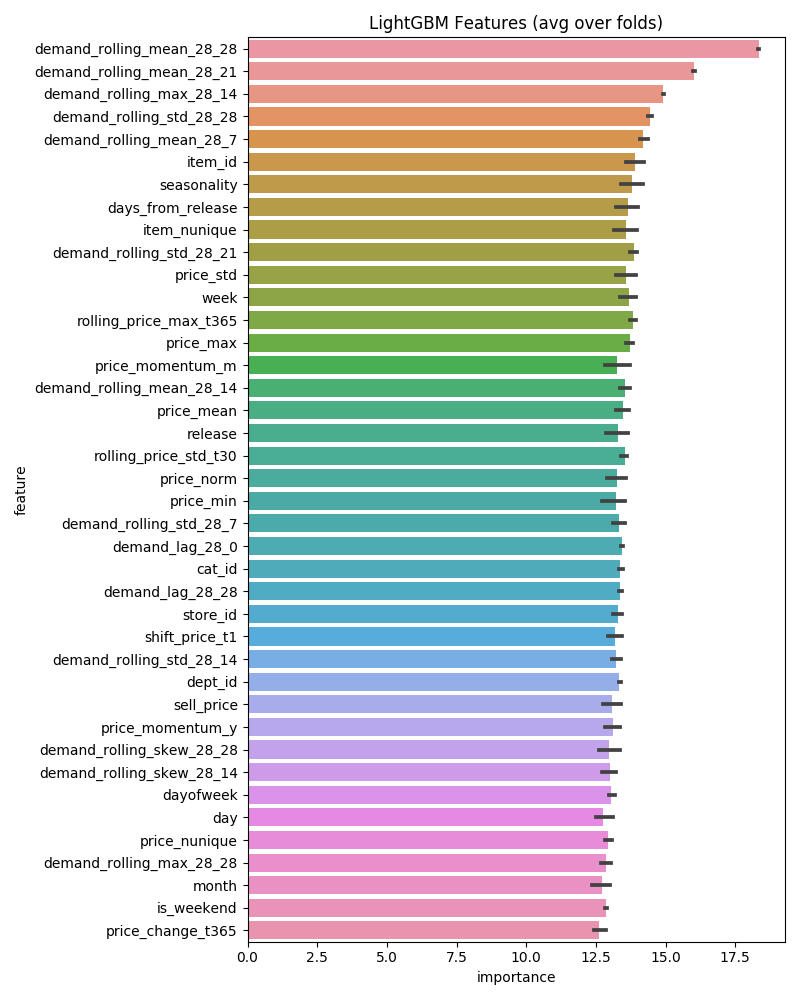 LightGBM Features (avg over folds)
demand_rolling_mean_28_28
demand_rolling_mean_28_21
demand_rolling_max_28_14
demand_rolling_std_28_28
demand_rolling_mean_28_7
item_id
seasonality
days_from_release
item_nunique
demand_rolling_std_28_21
price_std
week
rolling_price_max_t365
price_max
price_momentum_m
demand_rolling_mean_28_14
price_mean
release
rolling_price_std_t30
price_norm
price_min
demand_rolling_std_28_7
demand_lag_28_0
cat_id
demand_lag_28_28
store_id
shift_price_t1
demand_rolling_std_28_14
dept_id
sell_price
price_momentum_y
demand_rolling_skew_28_28
demand_rolling_skew_28_14
dayofweek
day
price_nunique
demand_rolling_max_28_28
month
is_weekend
price_change_t365
feature
0.0 2.5 5.0 7.5 10.0 12.5 15.0 17.5
importance